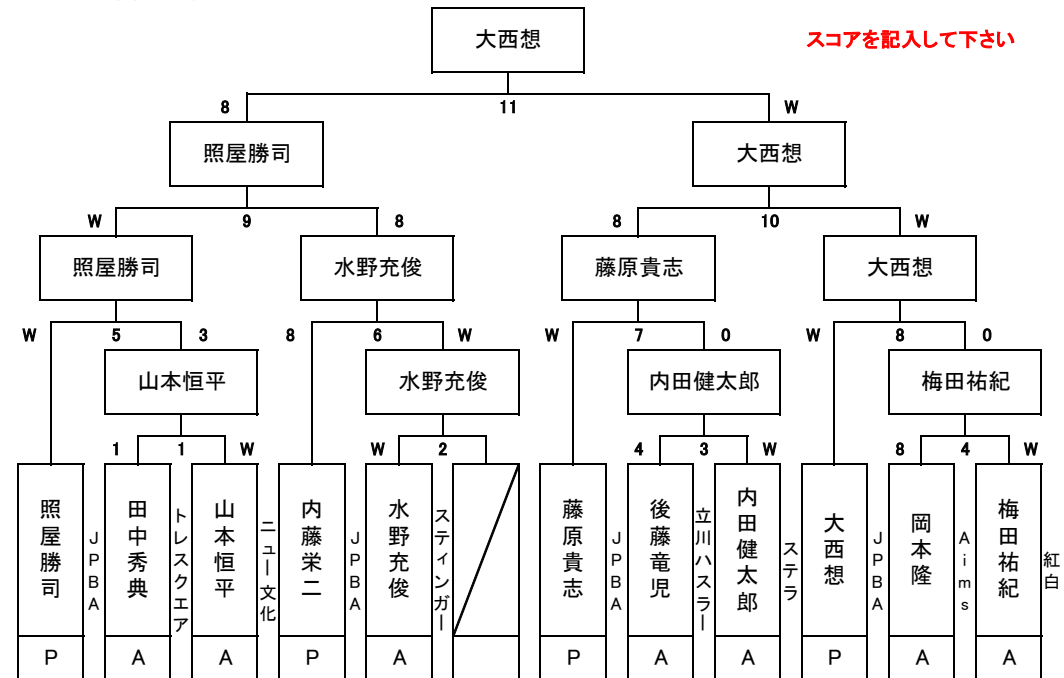 大西想
スコアを記入して下さい
8 11 W
照屋勝司 大西想
W 9 8 8 10 W
照屋勝司 水野充俊 藤原貴志 大西想
W 5 3 8 6 W W 7 0 W 8 0
山本恒平 水野充俊 内田健太郎 梅田祐紀
1 1 W W 2 4 3 W 8 4 W
照屋勝司
JPBA
田中秀典
トレスクエア
山本恒平
ニュー文化
内藤栄二
JPBA
水野充俊
スティンガー
藤原貴志
JPBA
後藤竜児
立川ハスラー
内田健太郎
ステラ
大西想
JPBA
岡本隆
Aims
梅田祐紀
紅白
P A A P A P A A P A A